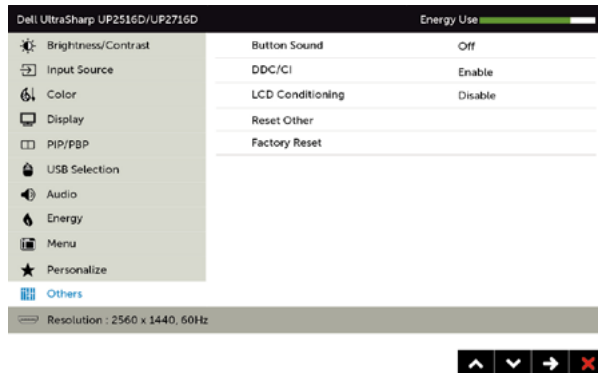 Dell UltraSharp UP2516D/UP2716D Energy Use
Brightness/Contrast Button Sound Off
Input Source DDC/CI Enable
Color LCD Conditioning Disable
Display Reset Other
PIP/PBP Factory Reset
USB Selection
Audio
Energy
Menu
Personalize
Others
Resolution : 2560 x 1440, 60Hz